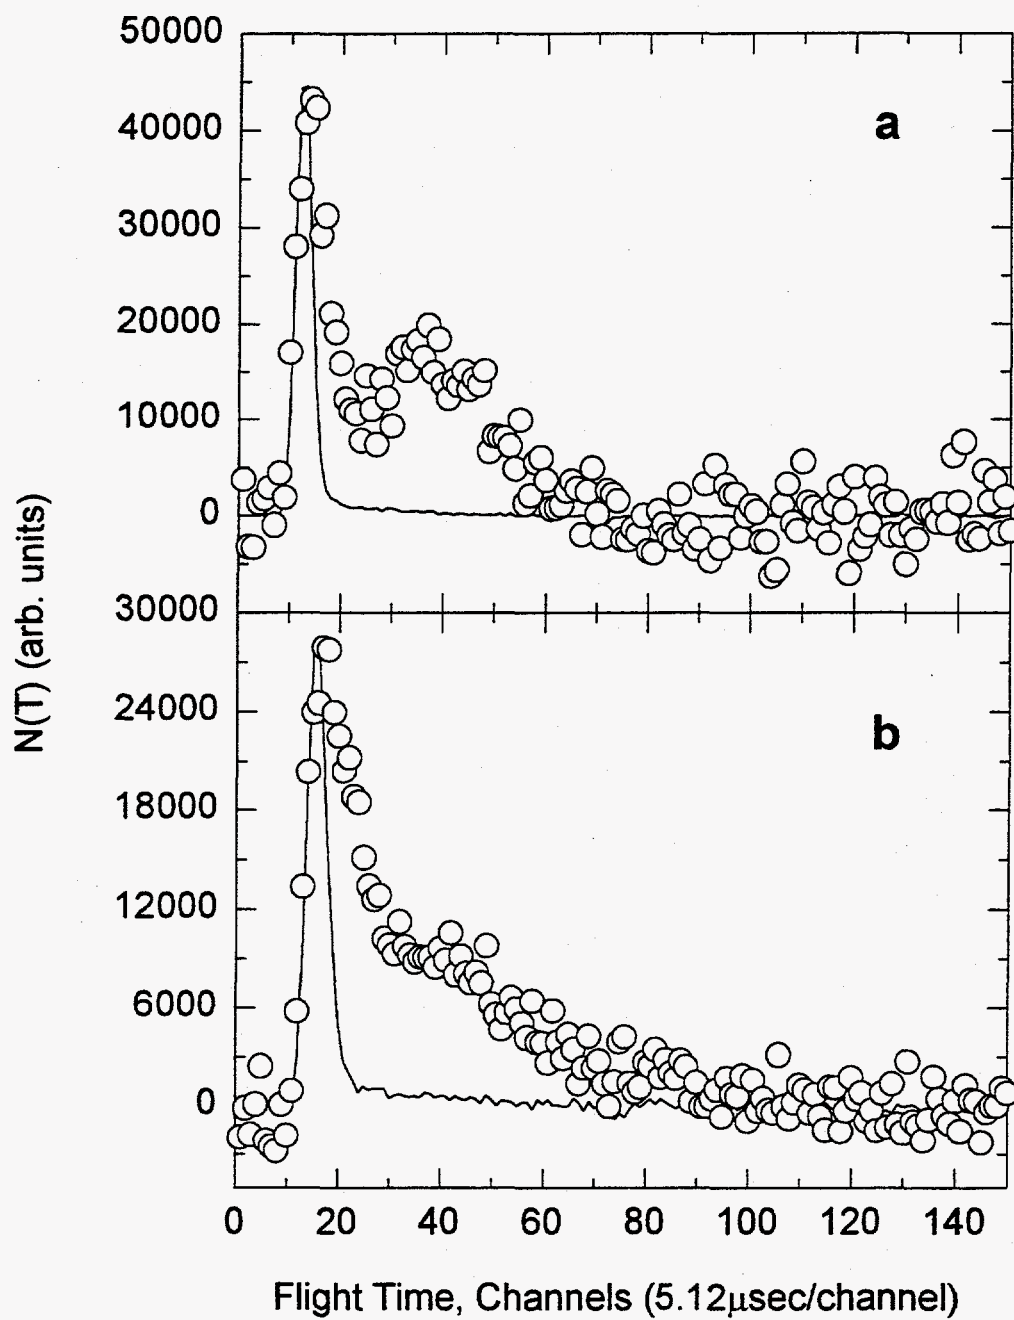 50000
40000
a
30000
20000
10000
0
30000
24000
b
18000
12000
6000
0
0 20 40 60 80 100 120 140
N(T) (arb. units)
Flight Time, Channels (5.12μsec/channel)